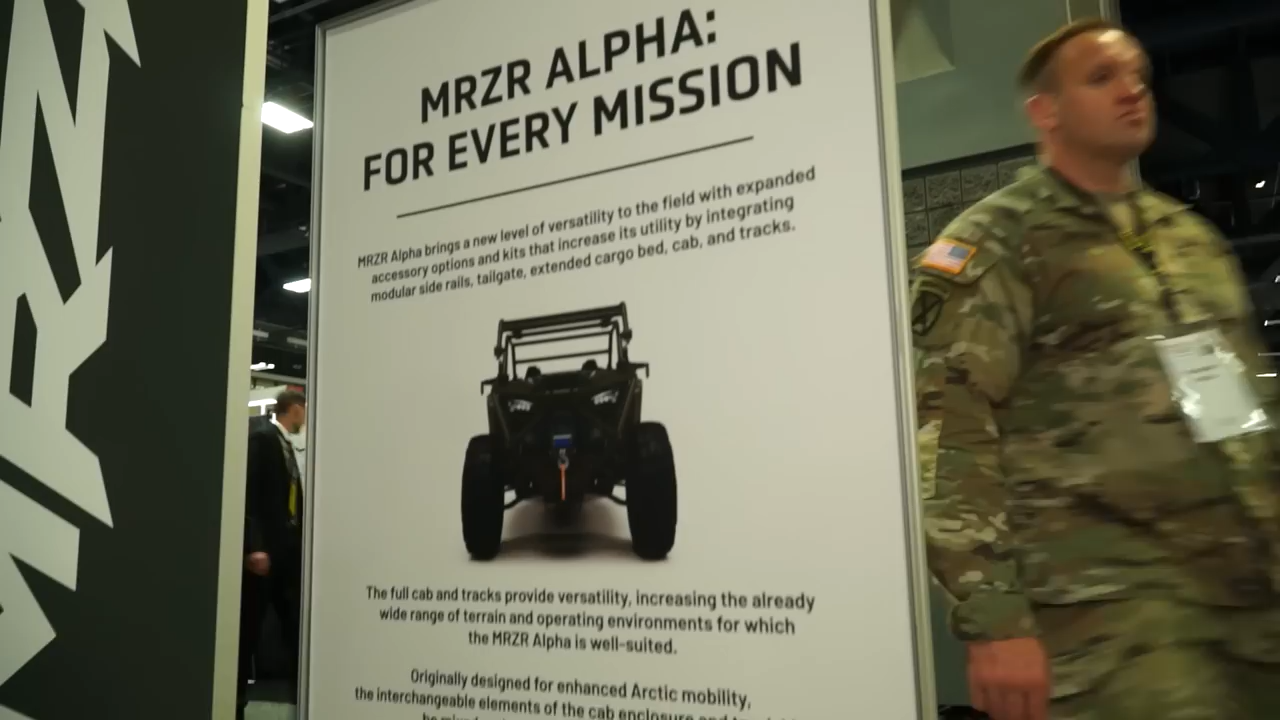 MRZR
MRZR ALPHA:
FOR EVERY MISSION
MRZR Alpha brings a new level of versatility to the field with expanded
accessory options and kits that increase its utility by integrating
modular side rails, tailgate, extended cargo bed, cab, and tracks.
The full cab and tracks provide versatility, increasing the already
wide range of terrain and operating environments for which
the MRZR Alpha is well-suited.
Originally designed for enhanced Arctic mobility,
the interchangeable elements of the cab enclosure and